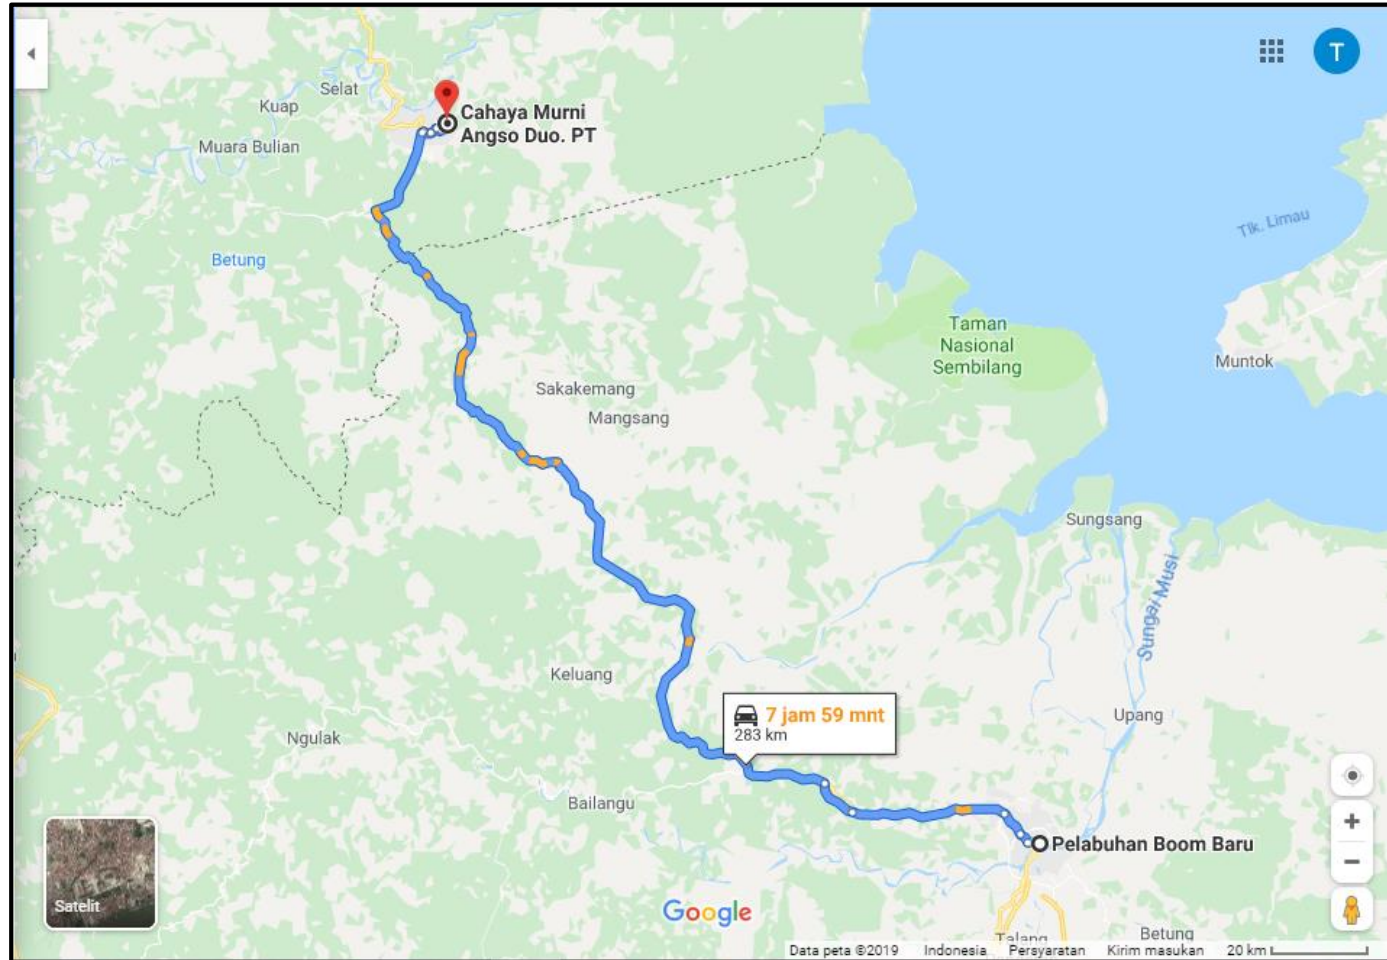 T
Selat
Kuap
Cahaya Murni
Angso Duo. PT
Muara Bulian
Tlk. Limau
Betung
Taman
Nasional
Sembilang
Muntok
Sakakemang
Mangsang
Sungsang
Sungai Musi
Keluang
7 jam 59 mnt
283 km
Upang
Ngulak
Bailangu
Pelabuhan Boom Baru
Satelit
Google
Talang
Betung
Data peta ©2019 Indonesia Persyaratan Kirim masukan 20 km